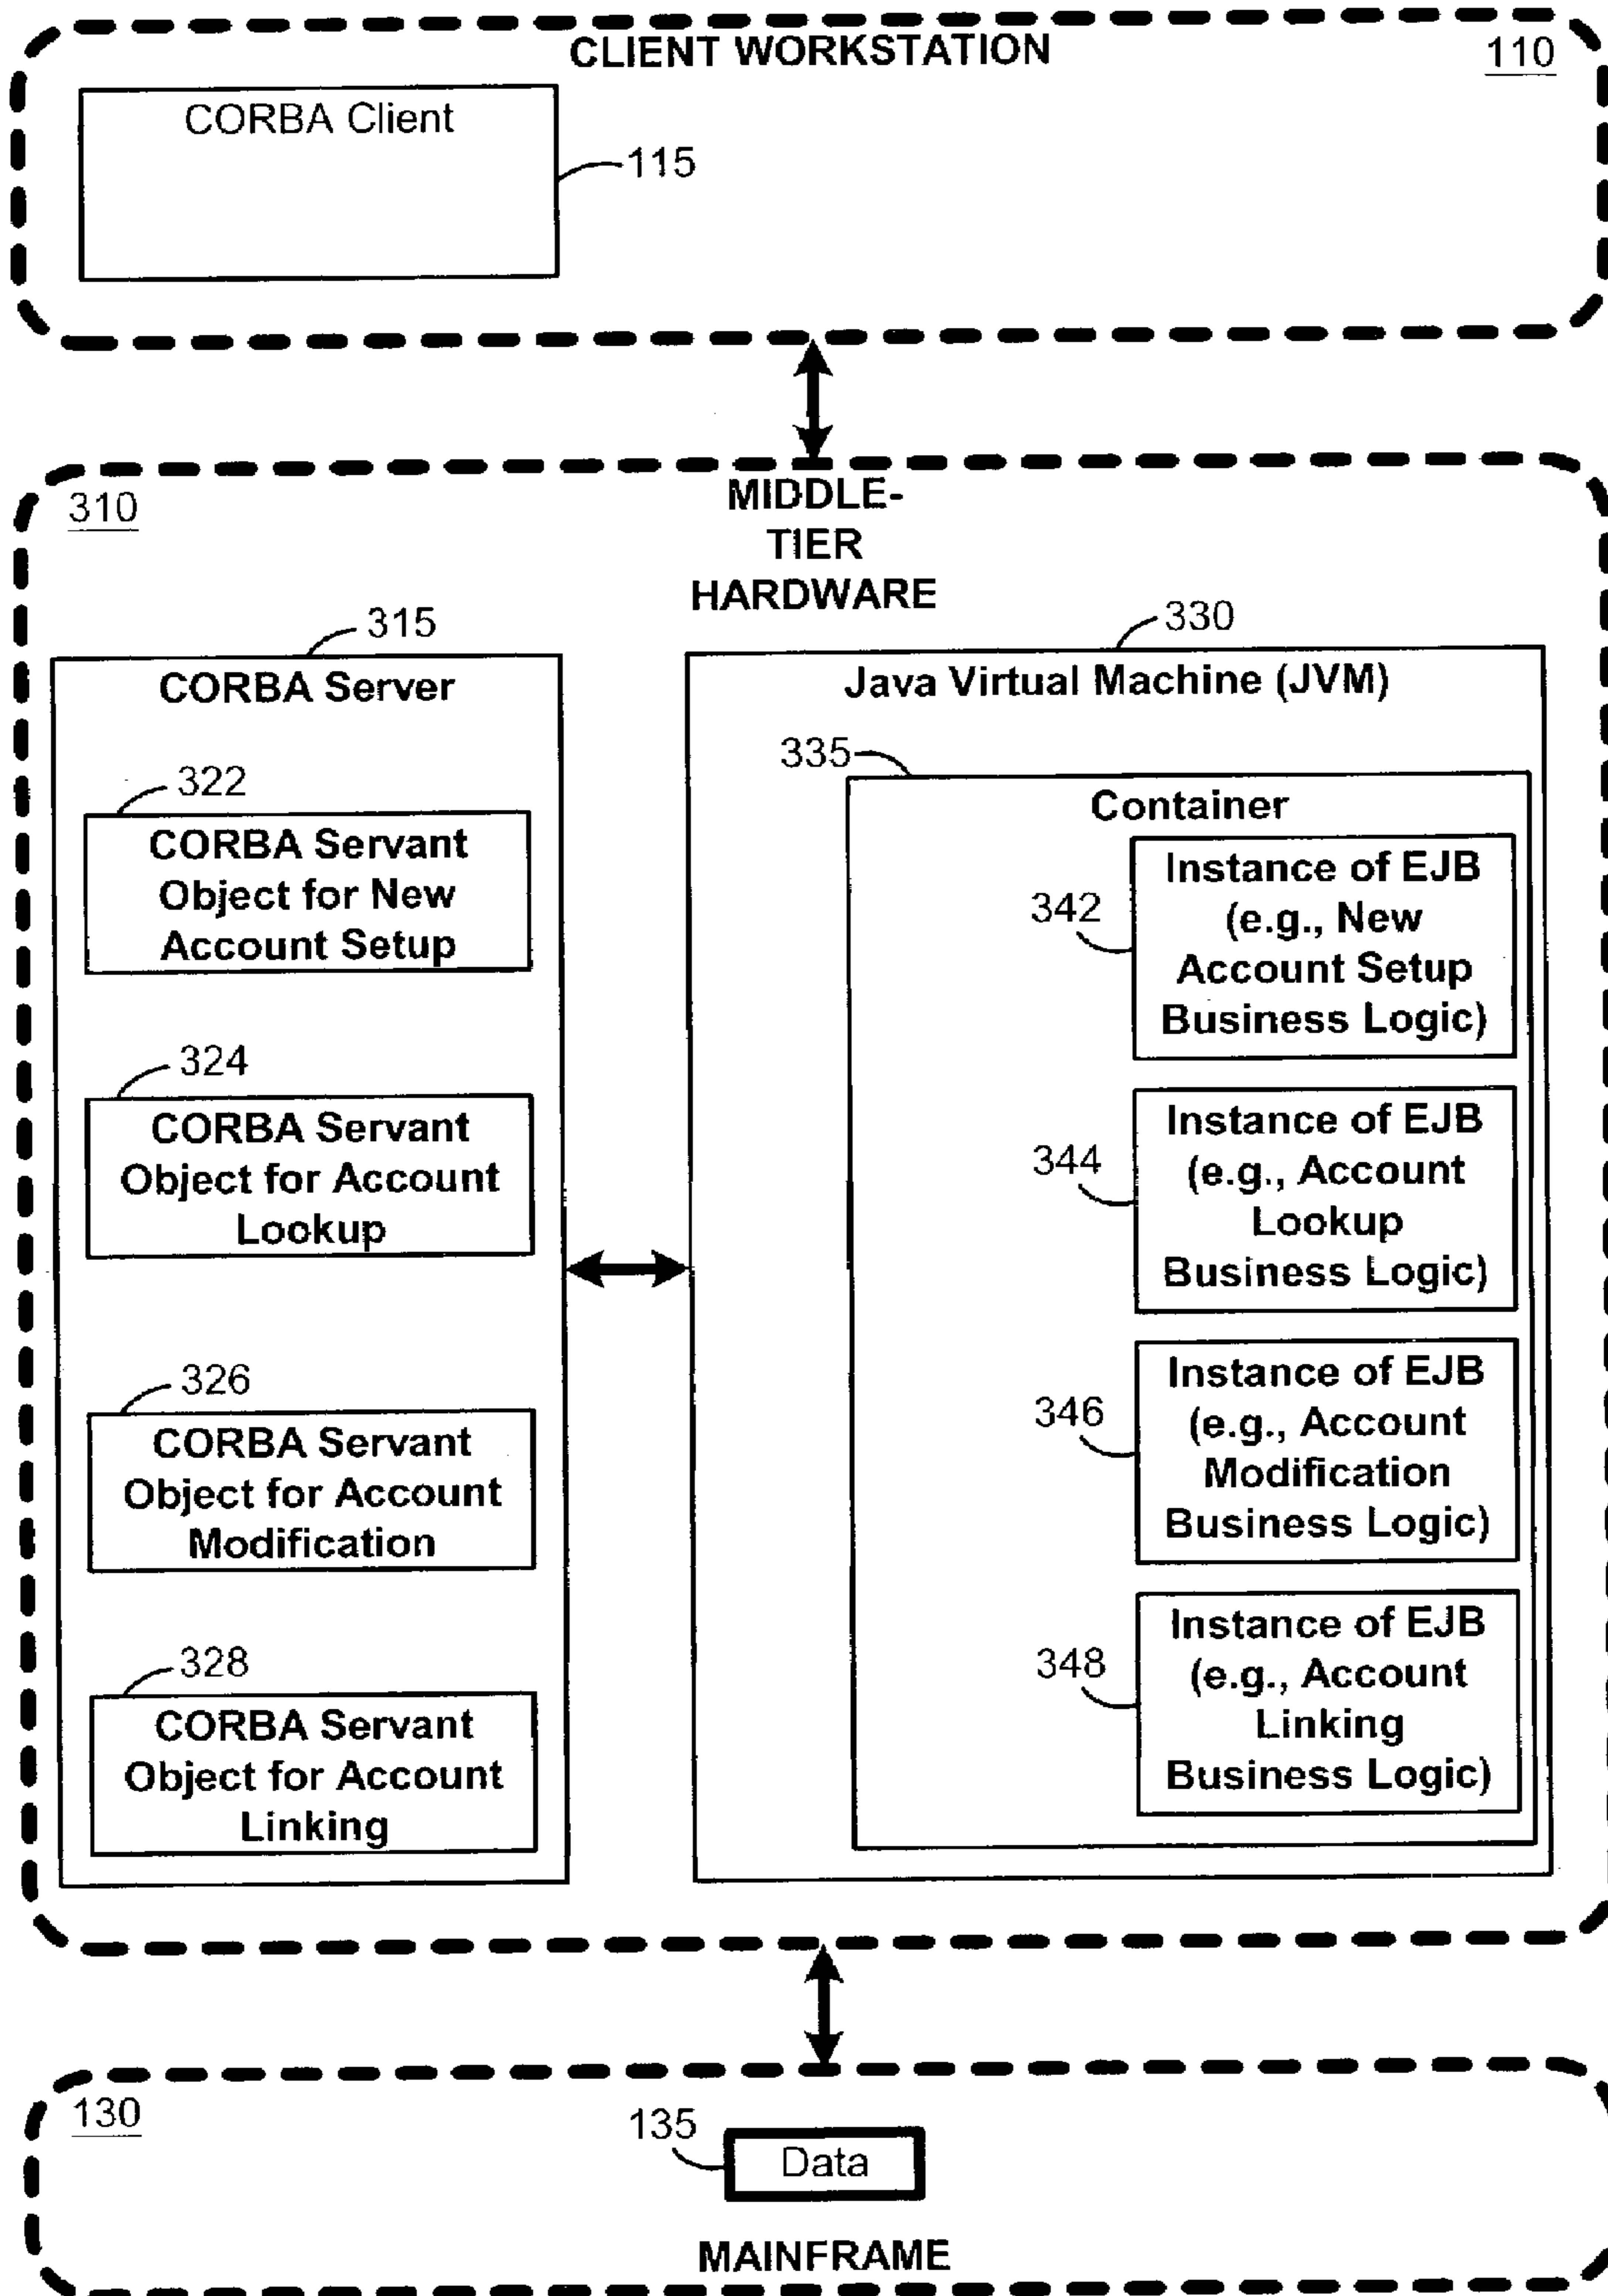 CLIENT WORKSTATION
110
CORBA Client
115
310
MIDDLE-
TIER
HARDWARE
315
CORBA Server
322
CORBA Servant
Object for New
Account Setup
324
CORBA Servant
Object for Account
Lookup
326
CORBA Servant
Object for Account
Modification
328
CORBA Servant
Object for Account
Linking
330
Java Virtual Machine (JVM)
335
Container
342
Instance of EJB
(e.g., New
Account Setup
Business Logic)
344
Instance of EJB
(e.g., Account
Lookup
Business Logic)
346
Instance of EJB
(e.g., Account
Modification
Business Logic)
348
Instance of EJB
(e.g., Account
Linking
Business Logic)
130
135
Data
MAINFRAME